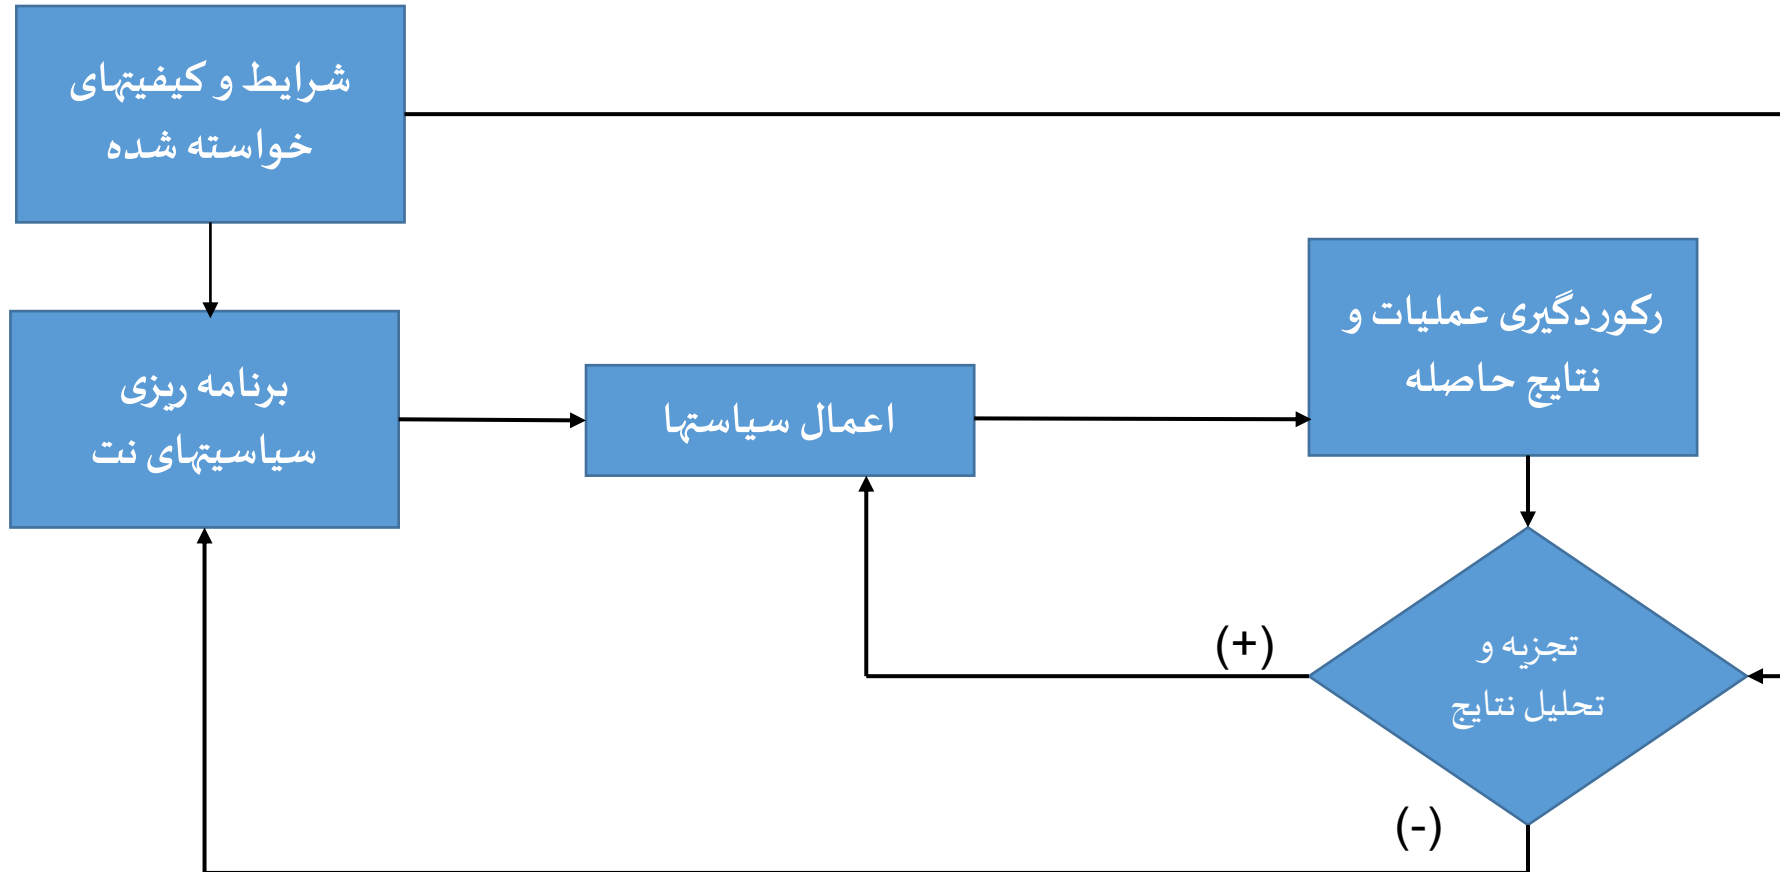 شرایط و کیفیتهای
خواسته شده
برنامه ریزی
سیاسیتهای نت
اعمال سیاستها
رکوردگیری عملیات و
نتایج حاصله
تجزیه و
تحلیل نتایج
(+)
(-)